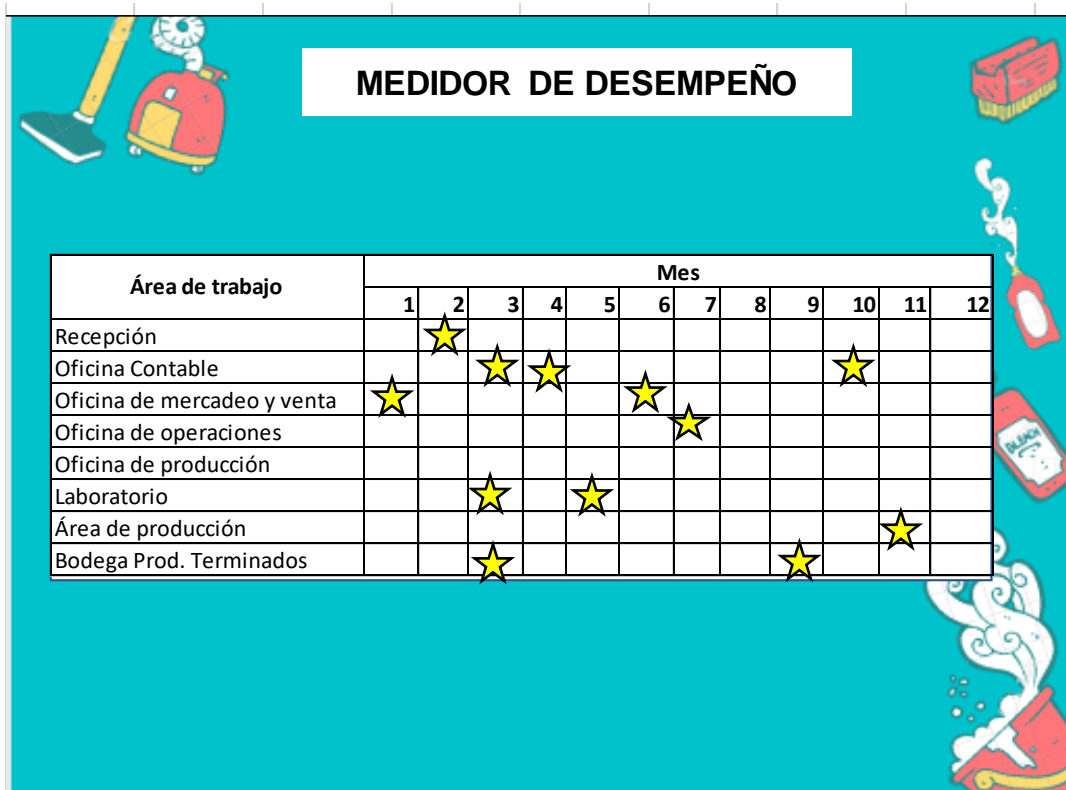 MEDIDOR DE DESEMPEÑO
Área de trabajo
Mes
1 2 3 4 5 6 7 8 9 10 11 12
Recepción
Oficina Contable
Oficina de mercadeo y venta
Oficina de operaciones
Oficina de producción
Laboratorio
Área de producción
Bodega Prod. Terminados
BLEACH